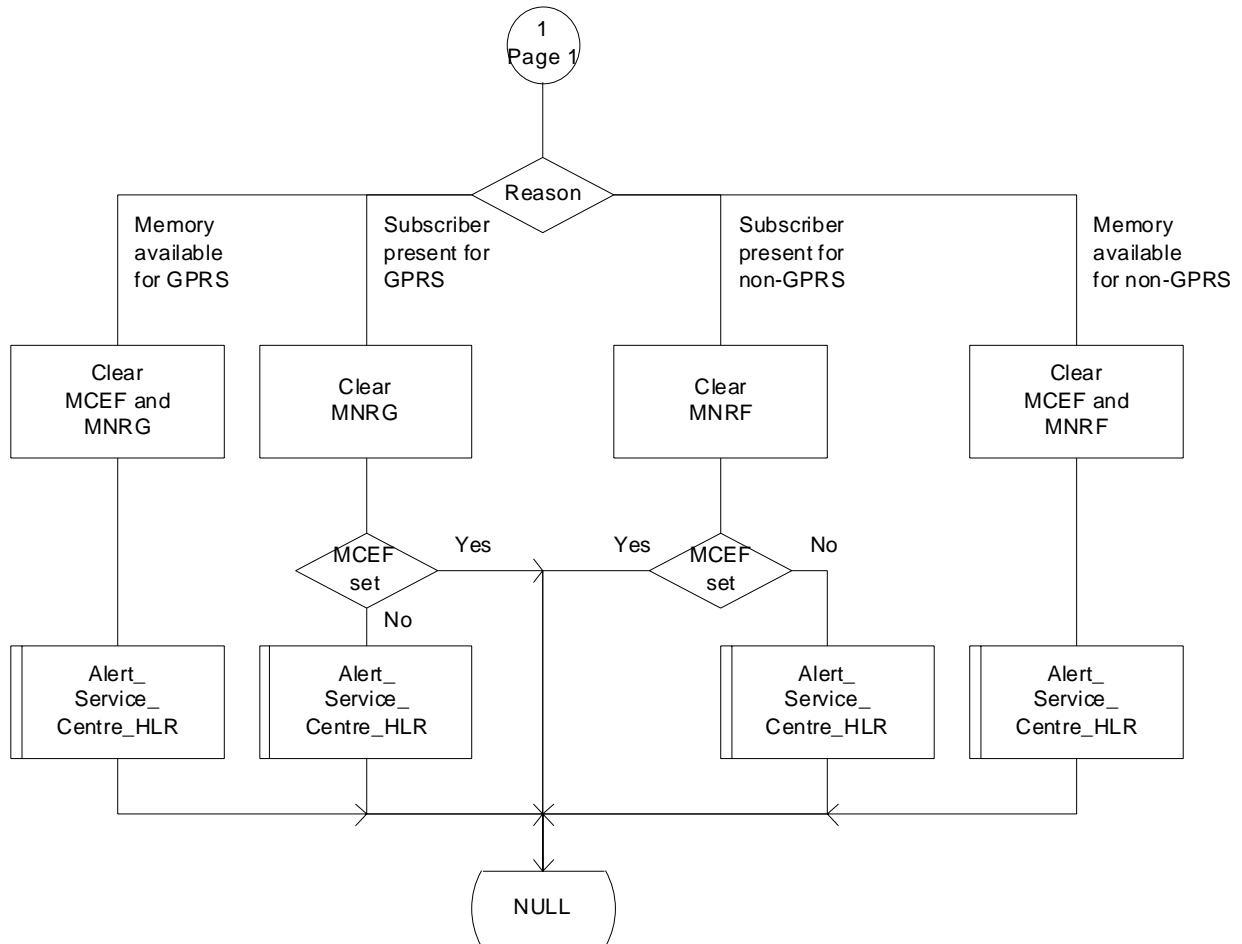 1
Page 1
Reason
Memory
available
for GPRS
Subscriber
present for
GPRS
Subscriber
present for
non-GPRS
Memory
available
for non-GPRS
Clear
MCEF and
MNRG
Clear
MNRG
Clear
MNRF
Clear
MCEF and
MNRF
MCEF
set
Yes
No
Yes
MCEF
set
No
Alert_
Service_
Centre_HLR
Alert_
Service_
Centre_HLR
Alert_
Service_
Centre_HLR
Alert_
Service_
Centre_HLR
NULL